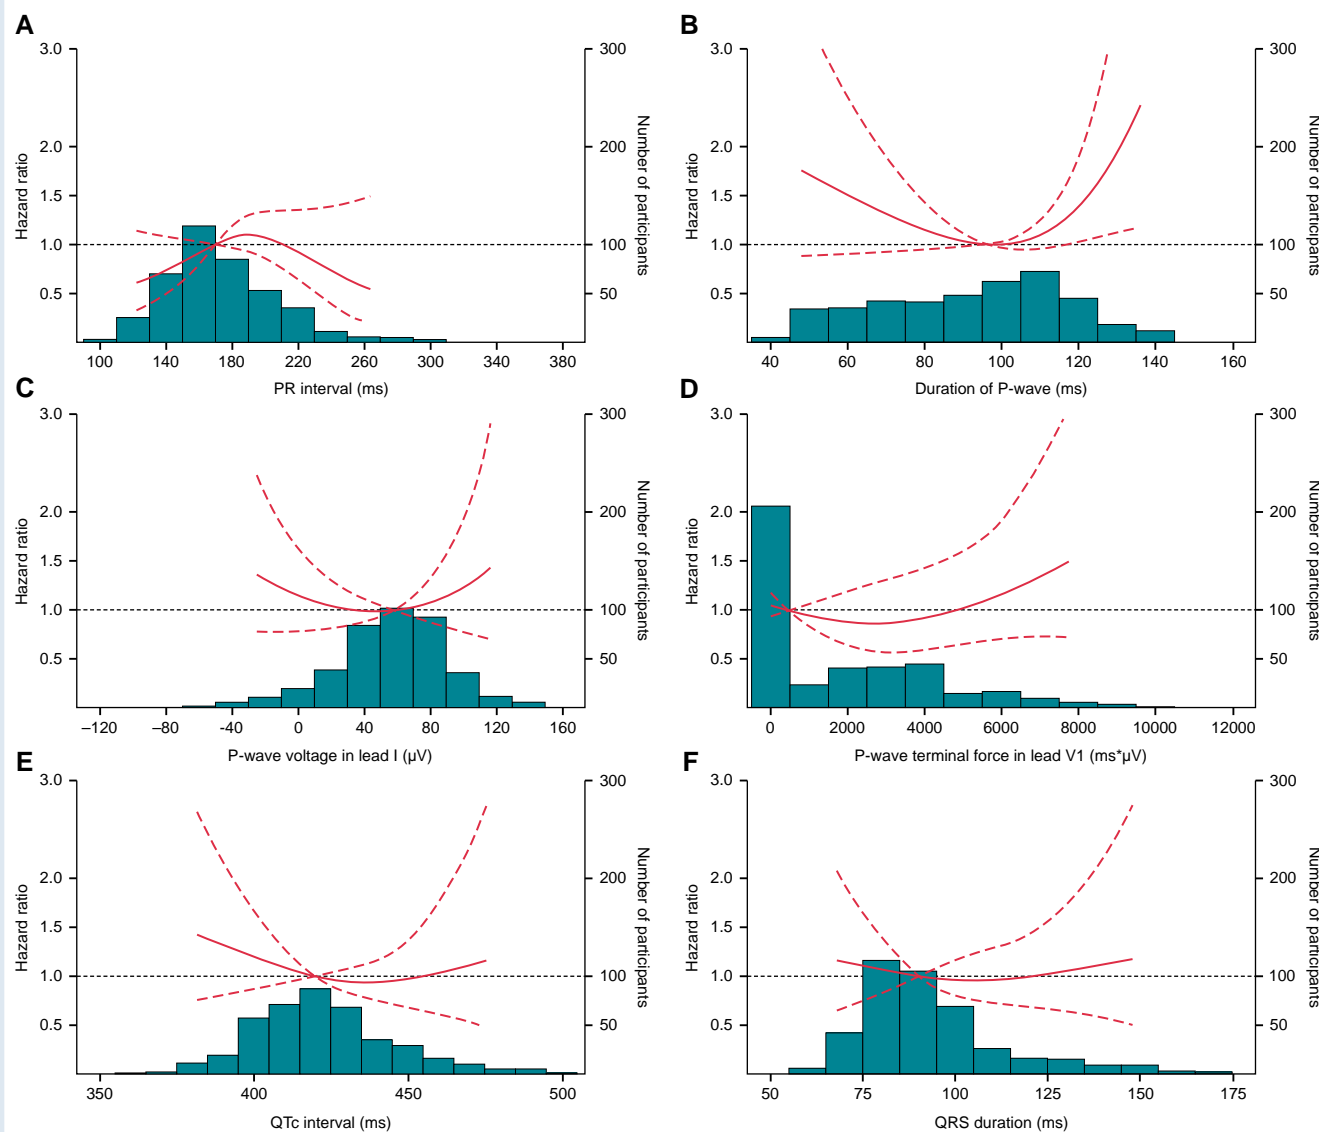 A
3.0
2.0
1.5
1.0
0.5
Hazard ratio
300
200
100
50
Number of participants
100 140 180 220 260 300 340 380
PR interval (ms)
B
3.0
2.0
1.5
1.0
0.5
Hazard ratio
300
200
100
50
Number of participants
40 60 80 100 120 140 160
Duration of P-wave (ms)
C
3.0
2.0
1.5
1.0
0.5
Hazard ratio
300
200
100
50
Number of participants
−120 −80 −40 0 40 80 120 160
P-wave voltage in lead I (µV)
D
3.0
2.0
1.5
1.0
0.5
Hazard ratio
300
200
100
50
Number of participants
0 2000 4000 6000 8000 10000 12000
P-wave terminal force in lead V1 (ms*µV)
E
3.0
2.0
1.5
1.0
0.5
Hazard ratio
300
200
100
50
Number of participants
350 400 450 500
QTc interval (ms)
F
3.0
2.0
1.5
1.0
0.5
Hazard ratio
300
200
100
50
Number of participants
50 75 100 125 150 175
QRS duration (ms)